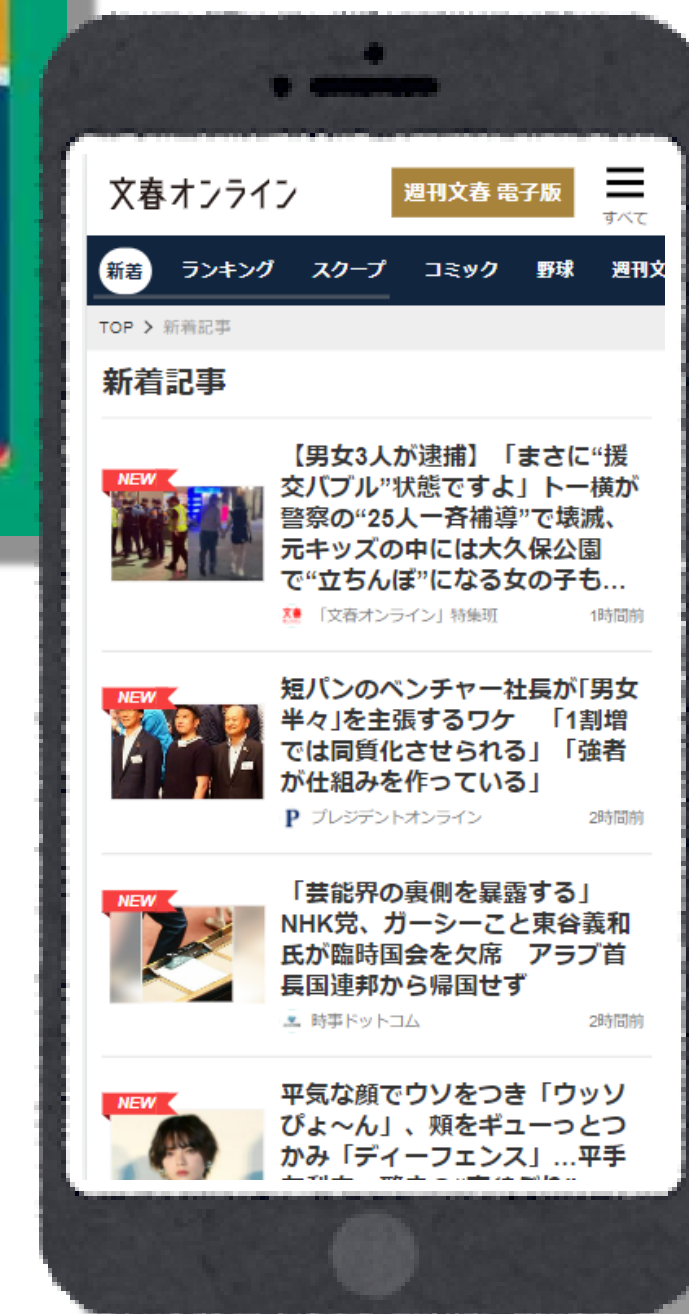 文春オンライン
週刊文春 電子版
すべて
新着 ランキング スクープ コミック 野球 週刊文
TOP > 新着記事
新着記事
NEW
【男女3人が逮捕】「まさに“援
交バブル”状態ですよ」トー横が
警察の“25人一斉補導”で壊滅、
元キッズの中には大久保公園
で“立ちんぼ”になる女の子も…
文春 「文春オンライン」特集班 1時間前
NEW
短パンのベンチャー社長が「男女
半々」を主張するワケ 「1割増
では同質化させられる」「強者
が仕組みを作っている」
P プレジデントオンライン 2時間前
NEW
「芸能界の裏側を暴露する」
NHK党、ガーシーこと東谷義和
氏が臨時国会を欠席 アラブ首
長国連邦から帰国せず
時事ドットコム 2時間前
NEW
平気な顔でウソをつき「ウッソ
ぴょ～ん」、頬をギューっとつ
かみ「ディーフェンス」…平手